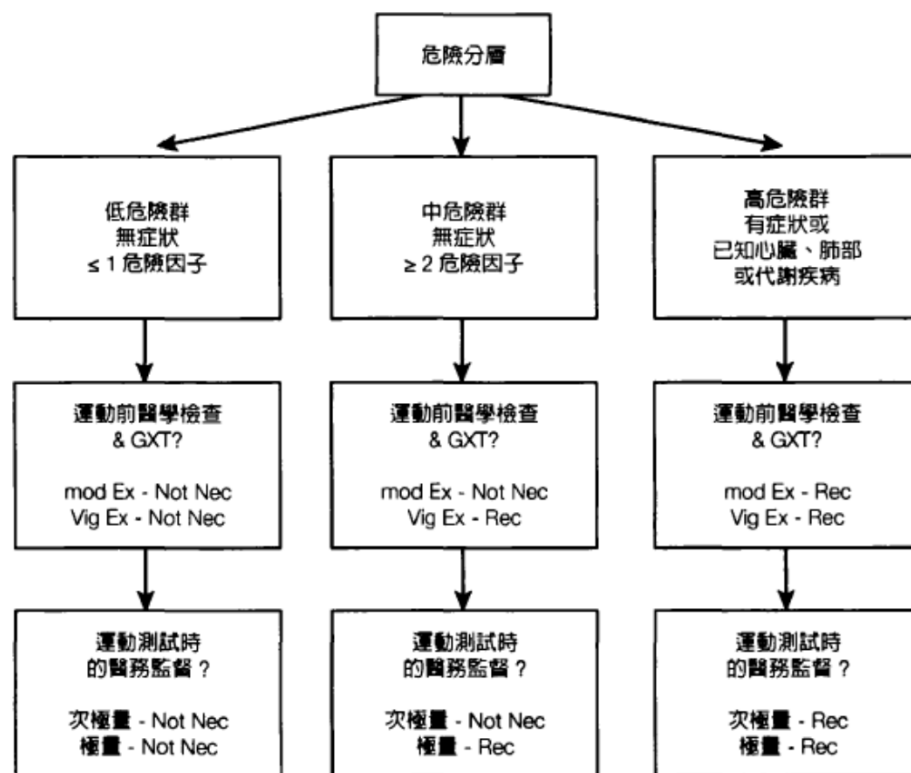 危險分層
低危險群
無症狀
≤ 1 危險因子
中危險群
無症狀
≥ 2 危險因子
高危險群
有症狀或
已知心臟、肺部
或代謝疾病
運動前醫學檢查
& GXT?
mod Ex - Not Nec
Vig Ex - Not Nec
運動前醫學檢查
& GXT?
mod Ex - Not Nec
Vig Ex - Rec
運動前醫學檢查
& GXT?
mod Ex - Rec
Vig Ex - Rec
運動測試時
的醫務監督？
次極量 - Not Nec
極量 - Not Nec
運動測試時
的醫務監督？
次極量 - Not Nec
極量 - Rec
運動測試時
的醫務監督？
次極量 - Rec
極量 - Rec